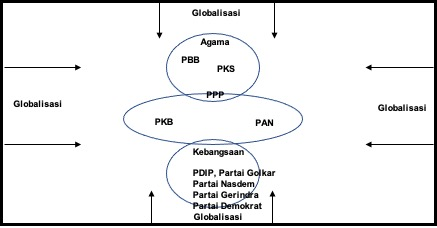 Globalisasi
Agama
PBB
PKS
PPP
Globalisasi
Globalisasi
PKB
PAN
Kebangsaan
PDIP, Partai Golkar
Partai Nasdem
Partai Gerindra
Partai Demokrat
Globalisasi